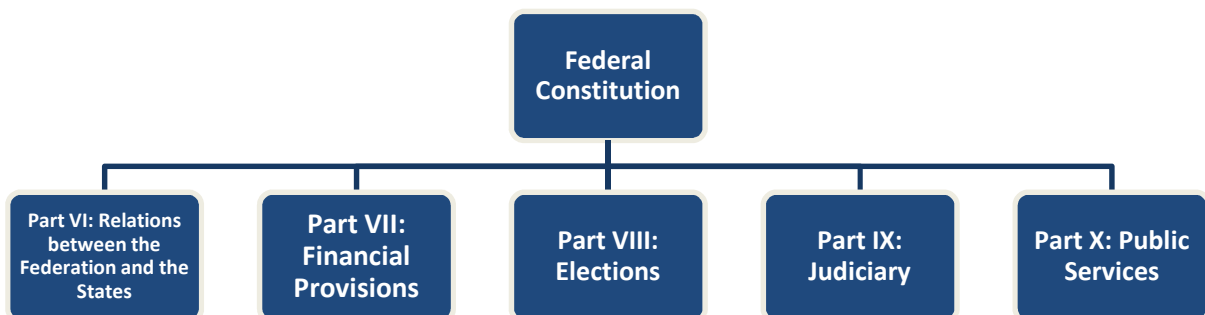 Federal
Constitution
Part VI: Relations
between the
Federation and the
States
Part VII:
Financial
Provisions
Part VIII:
Elections
Part IX:
Judiciary
Part X: Public
Services